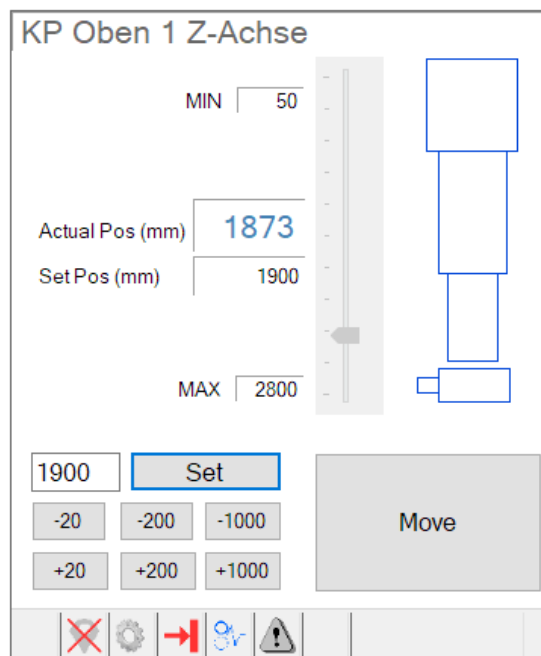 KP Oben 1 Z-Achse
MIN 50
Actual Pos (mm) 1873
Set Pos (mm) 1900
MAX 2800
1900 Set
-20 -200 -1000
Move
+20 +200 +1000